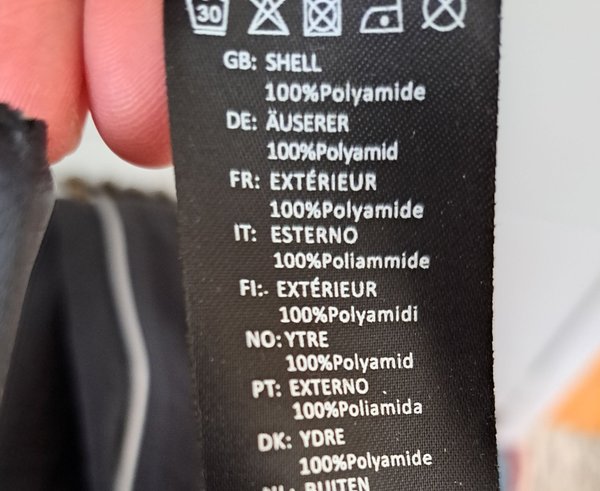 30
GB: SHELL
100%Polyamide
DE: ÄUSERER
100%Polyamid
FR: EXTÉRIEUR
100%Polyamide
IT: ESTERNO
100%Poliammide
FI:- EXTÉRIEUR
100%Polyamidi
NO: YTRE
100%Polyamid
PT: EXTERNO
100%Poliamida
DK: YDRE
100%Polyamide
BUITEN